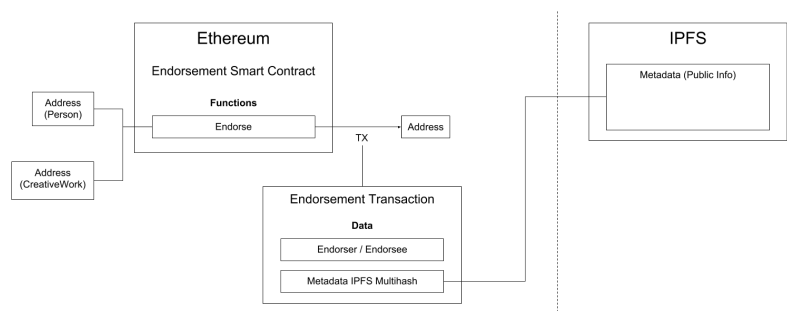 Ethereum
Endorsement Smart Contract
Functions
Endorse
Address
(Person)
Address
(CreativeWork)
Address
TX
Endorsement Transaction
Data
Endorser / Endorsee
Metadata IPFS Multihash
IPFS
Metadata (Public Info)